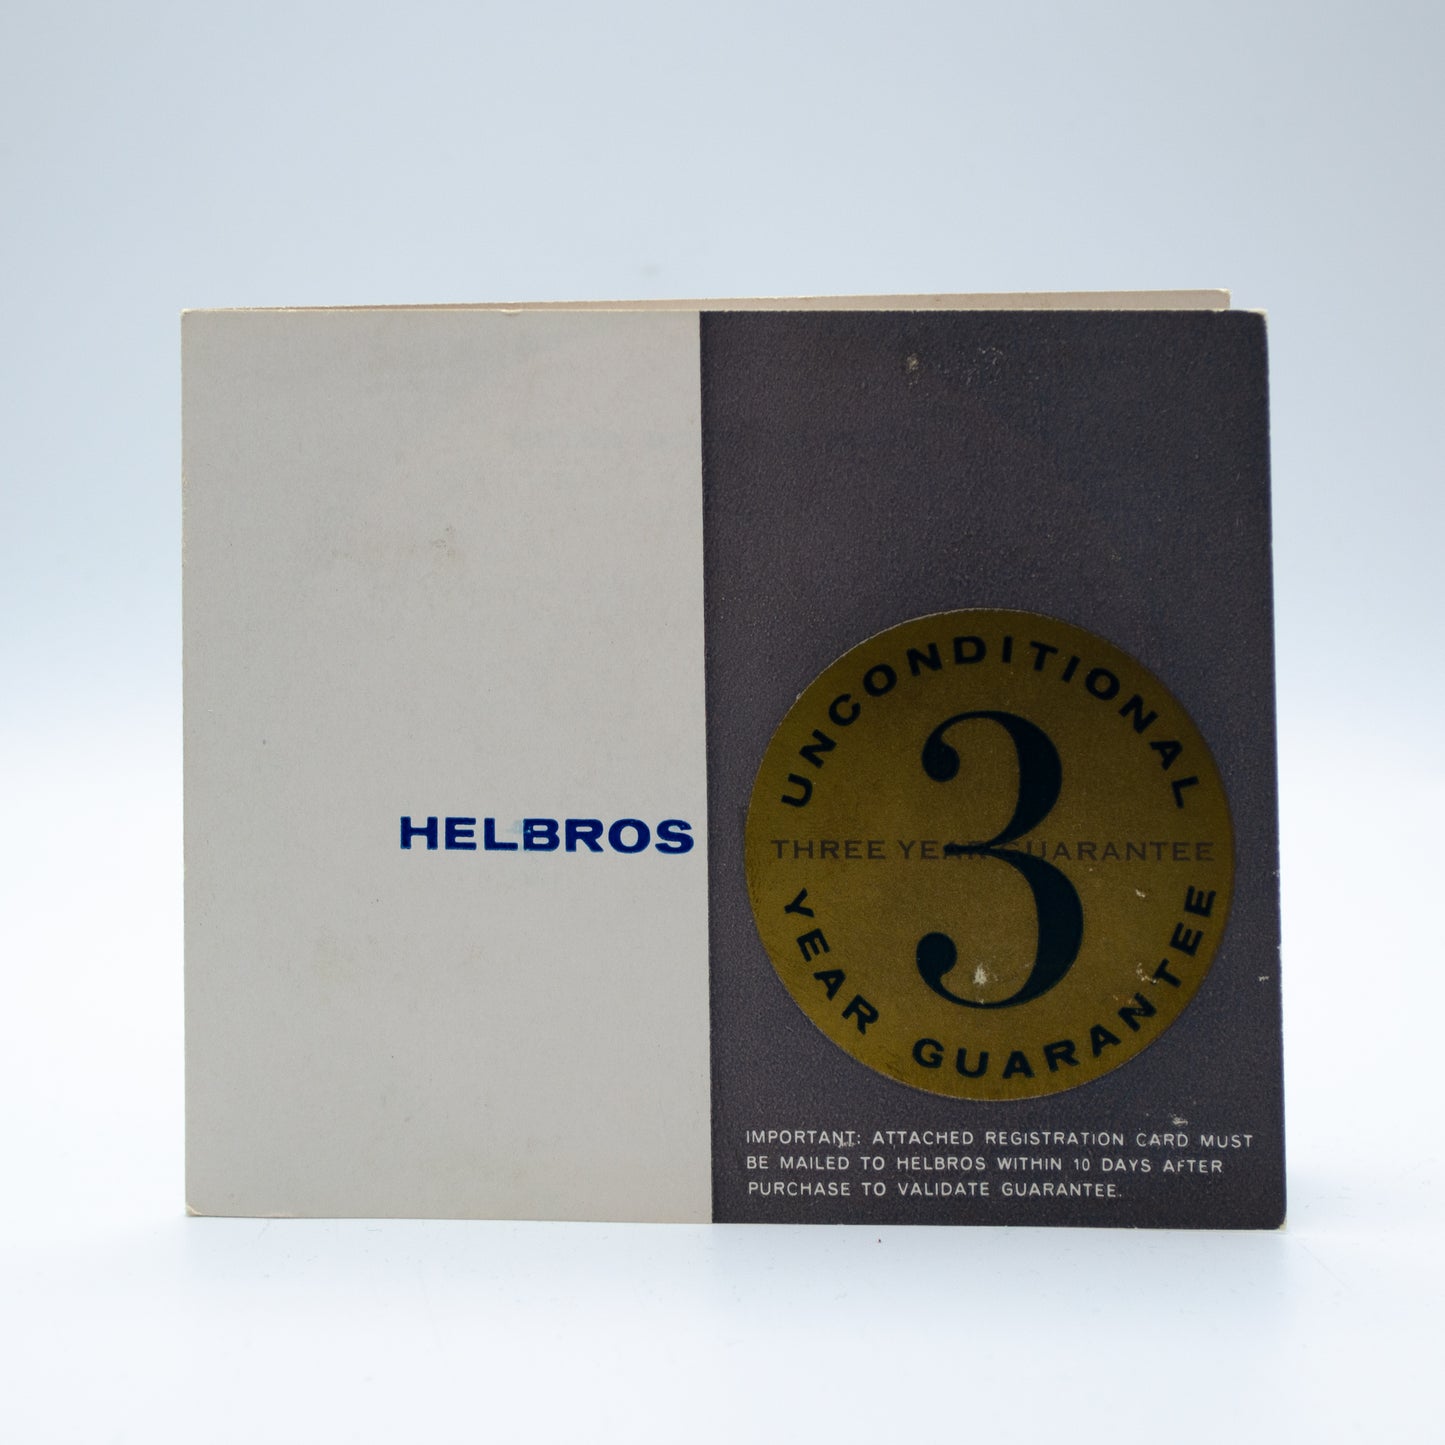 HELBROS
UNCONDITIONAL
3
THREE YEAR GUARANTEE
YEAR GUARANTEE
IMPORTANT: ATTACHED REGISTRATION CARD MUST
BE MAILED TO HELBROS WITHIN 10 DAYS AFTER
PURCHASE TO VALIDATE GUARANTEE.